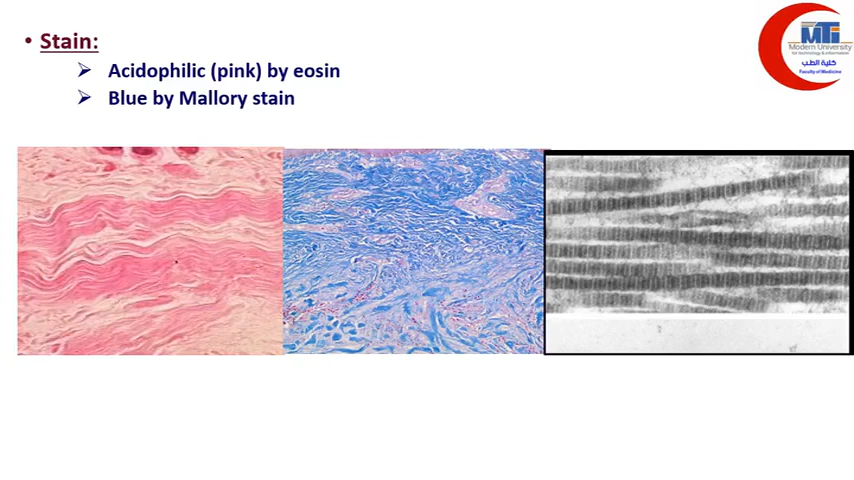 • Stain:
➢ Acidophilic (pink) by eosin
➢ Blue by Mallory stain
MTi
Modern University
for technology & information
كلية الطب
Faculty of Medicine